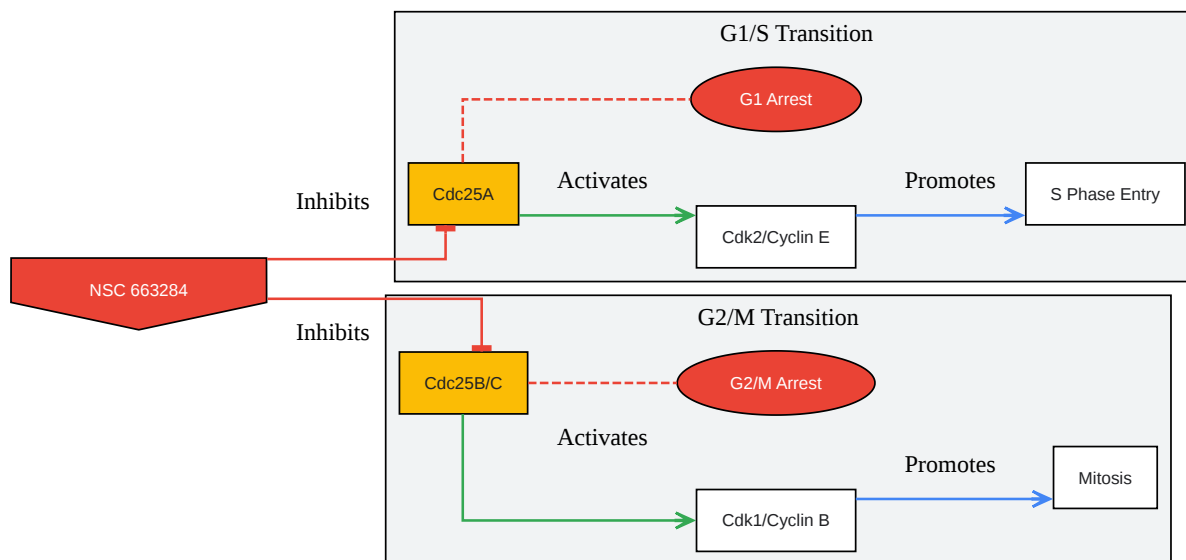 G1/S Transition
G1 Arrest
Inhibits
Cdc25A
Activates
Promotes
S Phase Entry
Cdk2/Cyclin E
NSC 663284
Inhibits
G2/M Transition
Cdc25B/C
G2/M Arrest
Activates
Promotes
Mitosis
Cdk1/Cyclin B